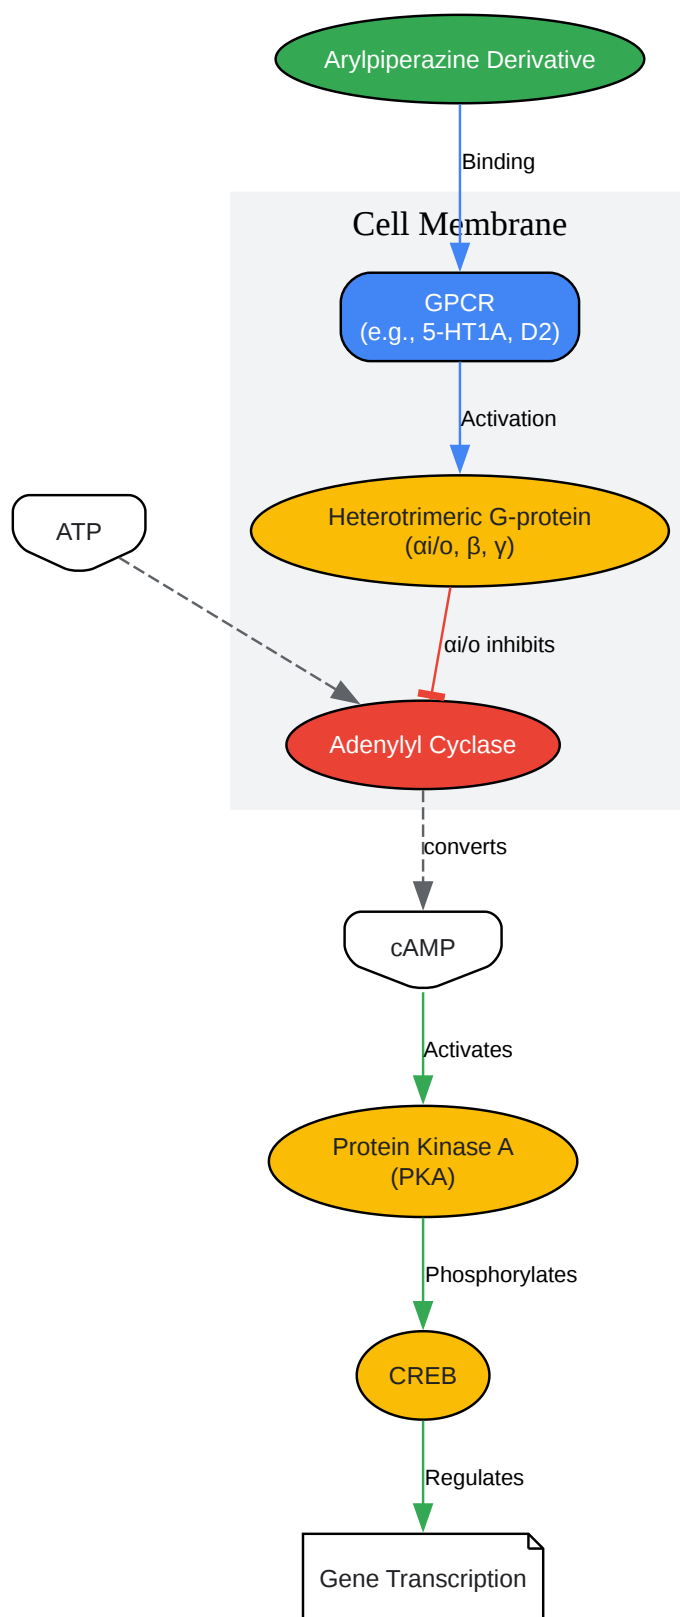 Arylpiperazine Derivative
Binding
Cell Membrane
GPCR
(e.g., 5-HT1A, D2)
Activation
Heterotrimeric G-protein
(αi/o, β, γ)
ATP
αi/o inhibits
Adenylyl Cyclase
converts
cAMP
Activates
Protein Kinase A
(PKA)
Phosphorylates
CREB
Regulates
Gene Transcription